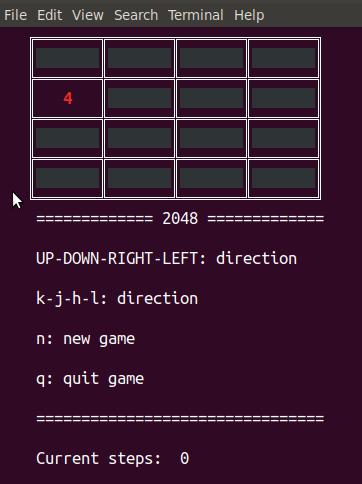 File Edit View Search Terminal Help
4
============= 2048 =============
UP-DOWN-RIGHT-LEFT: direction
k-j-h-l: direction
n: new game
q: quit game
================================
Current steps: 0